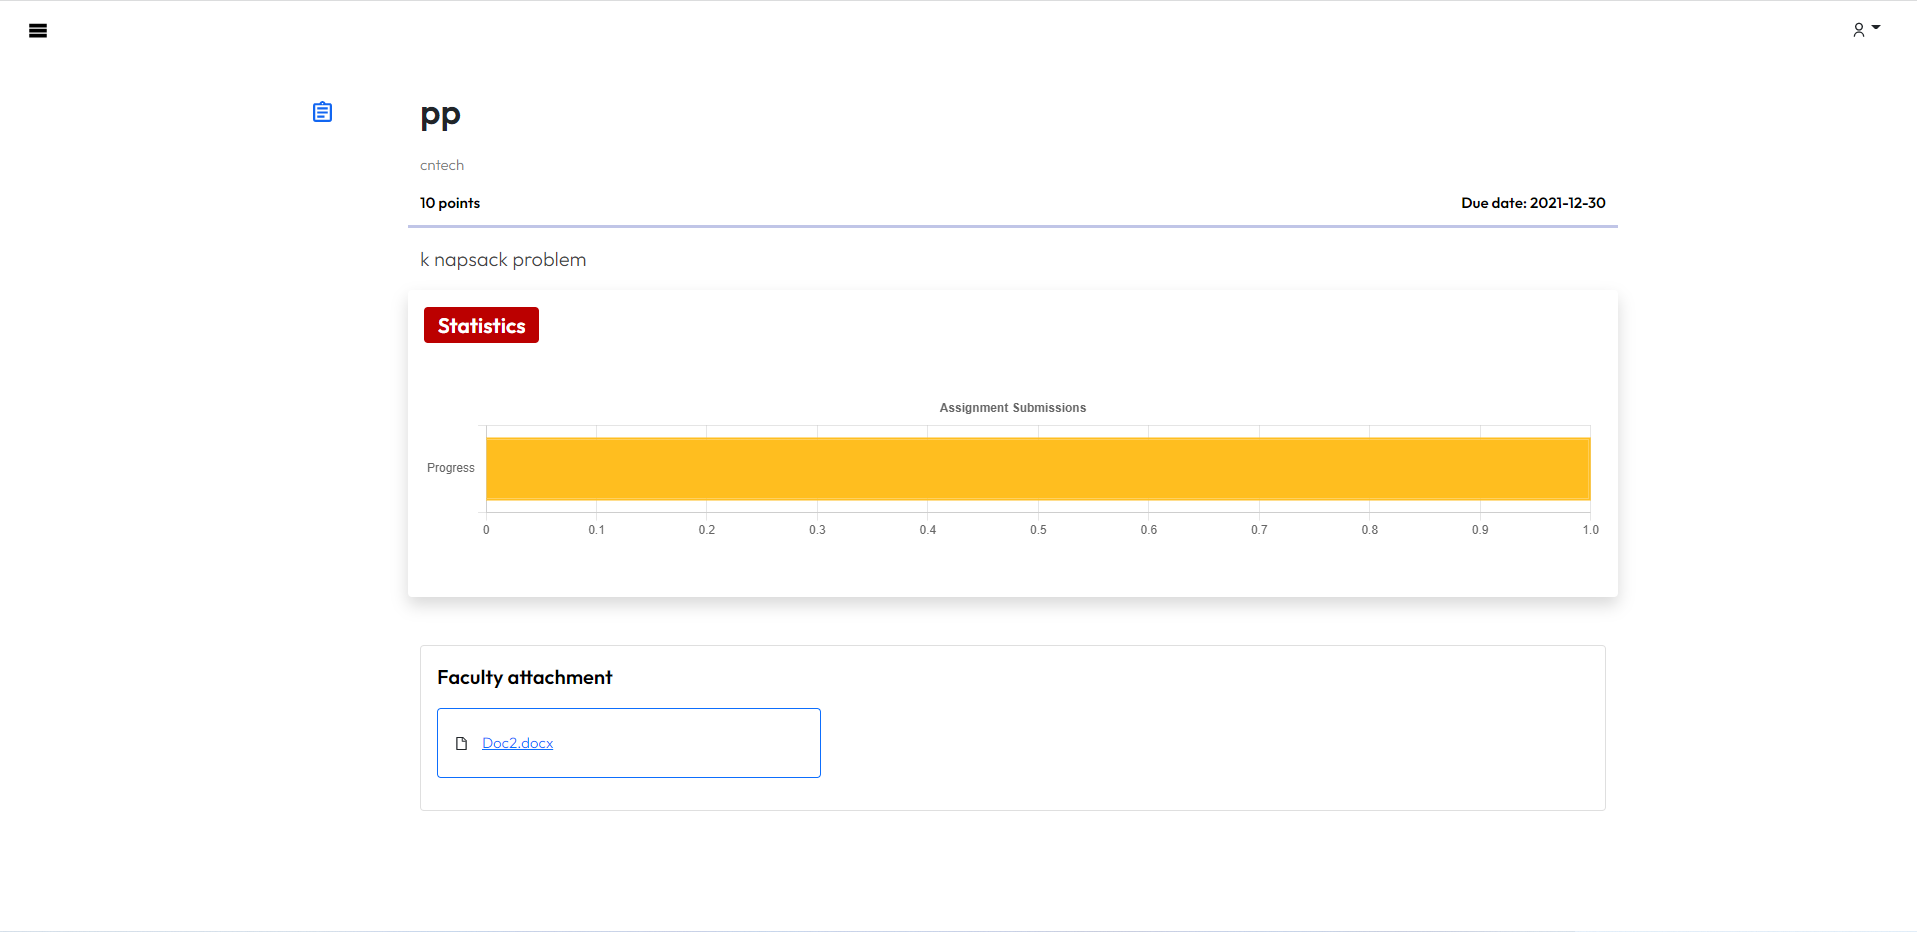 pp
cntech
10 points
Due date: 2021-12-30
k napsack problem
Statistics
Assignment Submissions
Progress
0 0.1 0.2 0.3 0.4 0.5 0.6 0.7 0.8 0.9 1.0
Faculty attachment
Doc2.docx